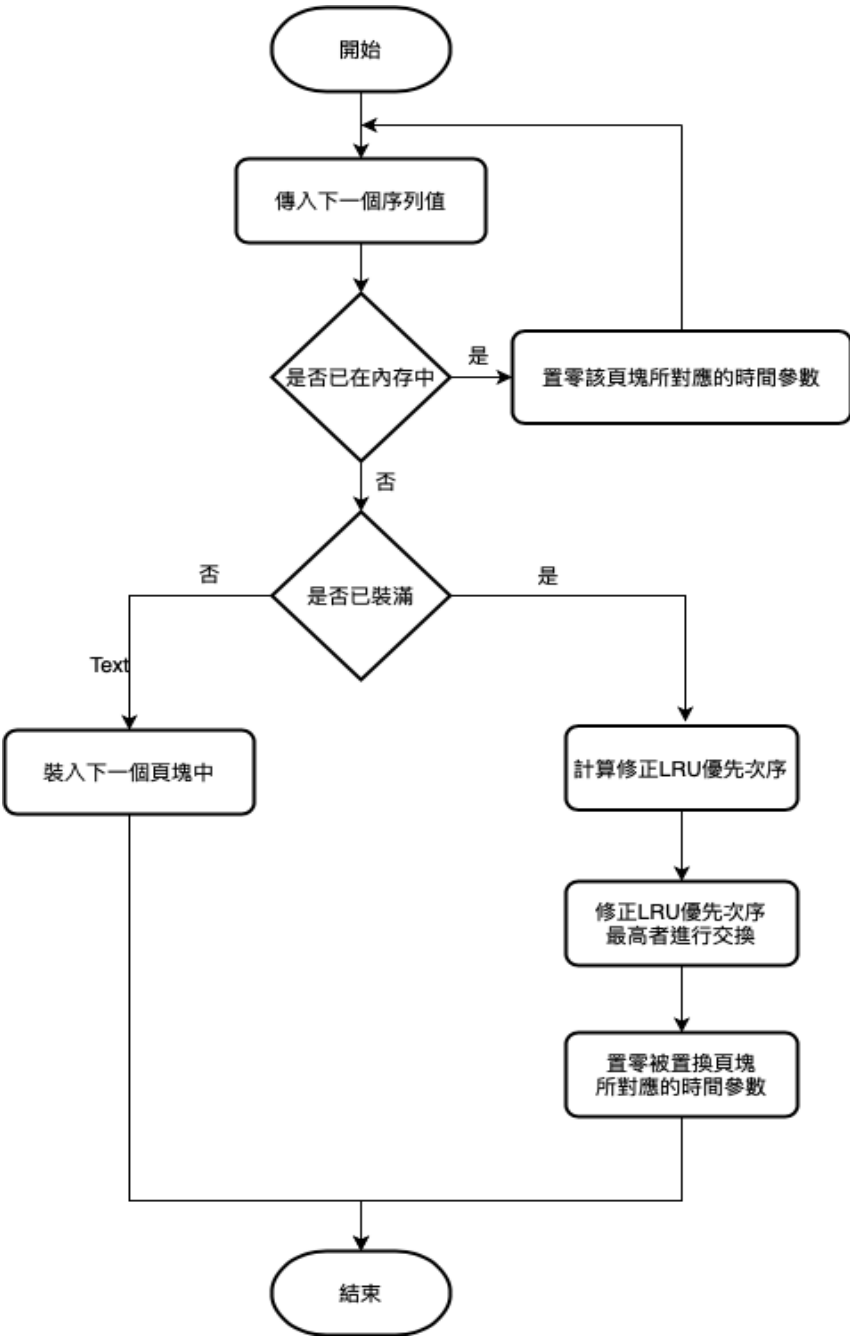 開始
傳入下一個序列值
是否已在內存中
是
置零該頁塊所對應的時間參數
否
否
是否已裝滿
是
Text
裝入下一個頁塊中
計算修正LRU優先次序
修正LRU優先次序
最高者進行交換
置零被置換頁塊
所對應的時間參數
結束